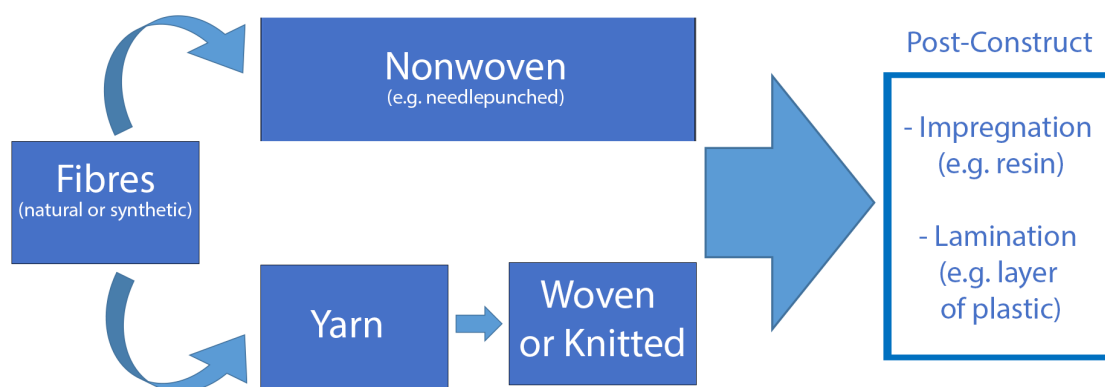 Nonwoven
(e.g. needlepunched)
Fibres
(natural or synthetic)
Yarn
Woven
or Knitted
Post-Construct
- Impregnation
(e.g. resin)
- Lamination
(e.g. layer
of plastic)